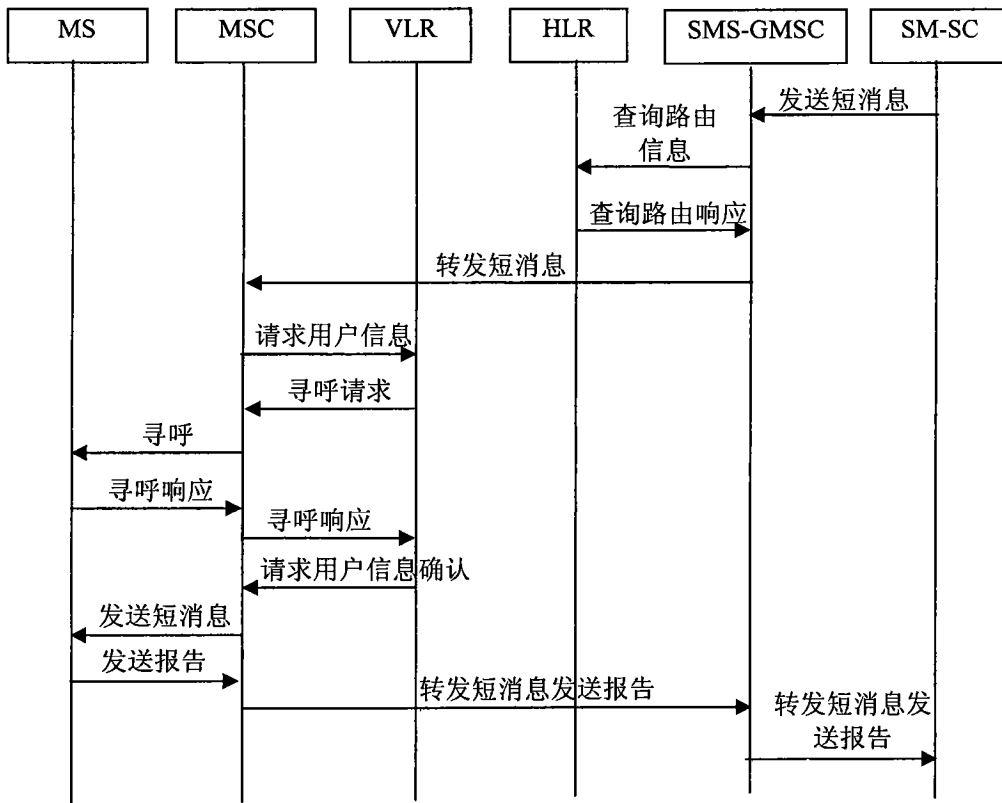 MS
MSC
VLR
HLR
SMS-GMSC
SM-SC
发送短消息
查询路由
信息
查询路由响应
转发短消息
请求用户信息
寻呼请求
寻呼
寻呼响应
寻呼响应
请求用户信息确认
发送短消息
发送报告
转发短消息发送报告
转发短消息发
送报告